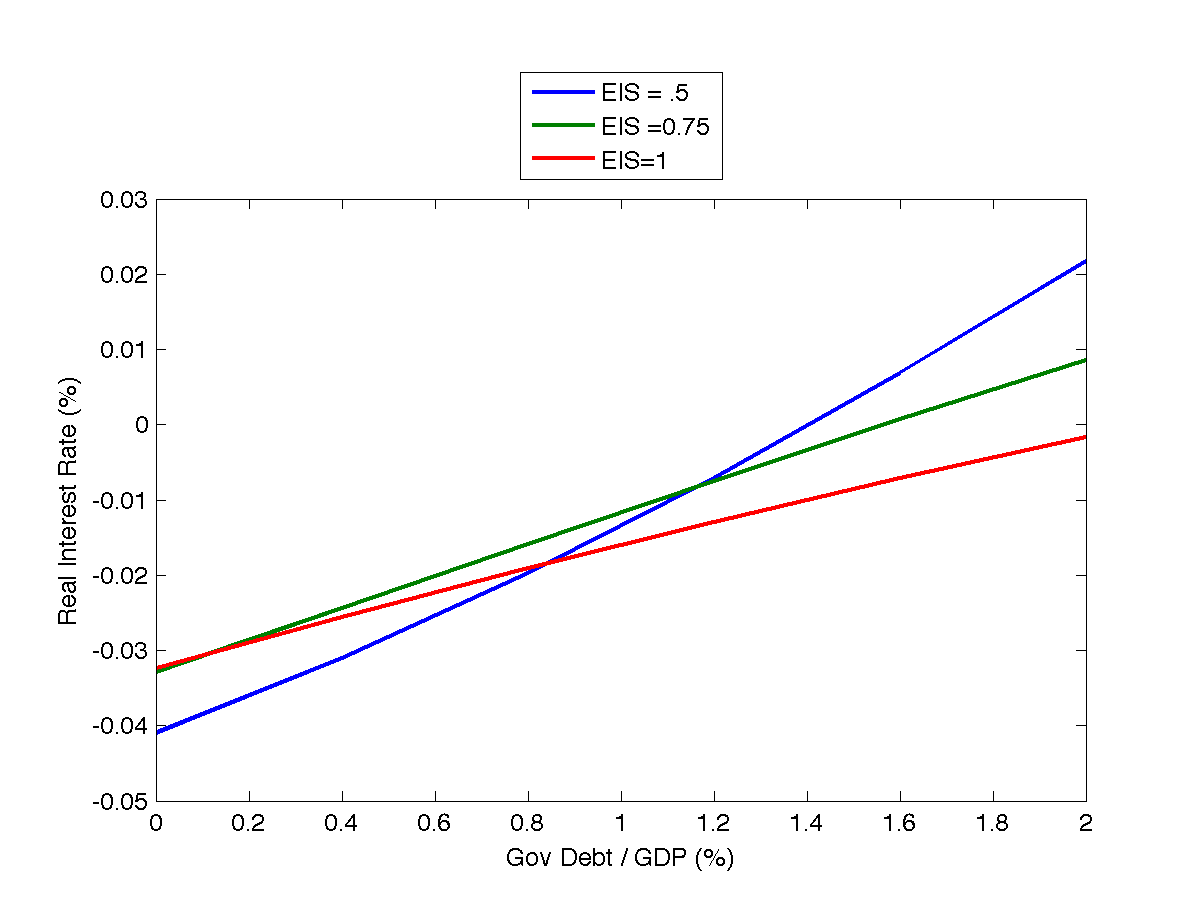 EIS = .5
EIS =0.75
EIS=1
0.03
0.02
0.01
0
-0.01
-0.02
-0.03
-0.04
-0.05
Real Interest Rate (%)
0 0.2 0.4 0.6 0.8 1 1.2 1.4 1.6 1.8 2
Gov Debt / GDP (%)